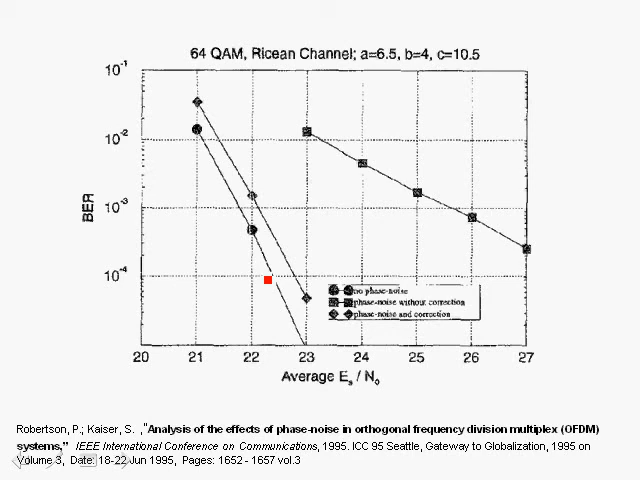 64 QAM, Ricean Channel; a=6.5, b=4, c=10.5
10⁻¹
10⁻²
10⁻³
10⁻⁴
BER
20 21 22 23 24 25 26 27
Average Eₛ / N₀
no phase-noise
phase-noise without correction
phase-noise and correction
Robertson, P.; Kaiser, S. ,"Analysis of the effects of phase-noise in orthogonal frequency division multiplex (OFDM)
systems," IEEE International Conference on Communications, 1995. ICC 95 Seattle, Gateway to Globalization, 1995 on
Volume 3, Date: 18-22 Jun 1995, Pages: 1652 - 1657 vol.3